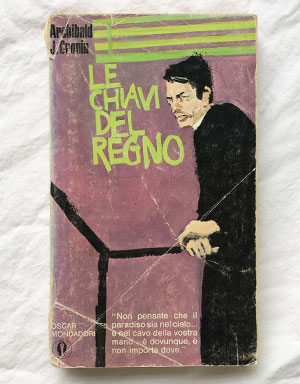 Archibald
J. Cronin
LE
CHIAVI
DEL
REGNO
"Non pensate che il
paradiso sia nel cielo...
è nel cavo della vostra
mano... è dovunque, è
non importa dove."
OSCAR
MONDADORI